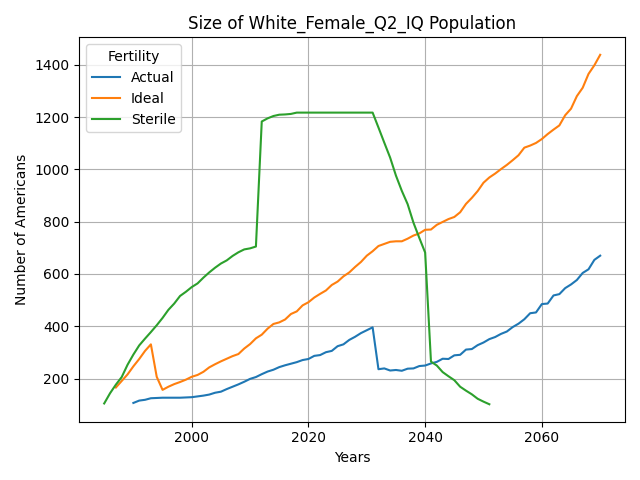 Size of White_Female_Q2_IQ Population
Fertility
Actual
Ideal
Sterile
Number of Americans
1400
1200
1000
800
600
400
200
2000
2020
2040
2060
Years